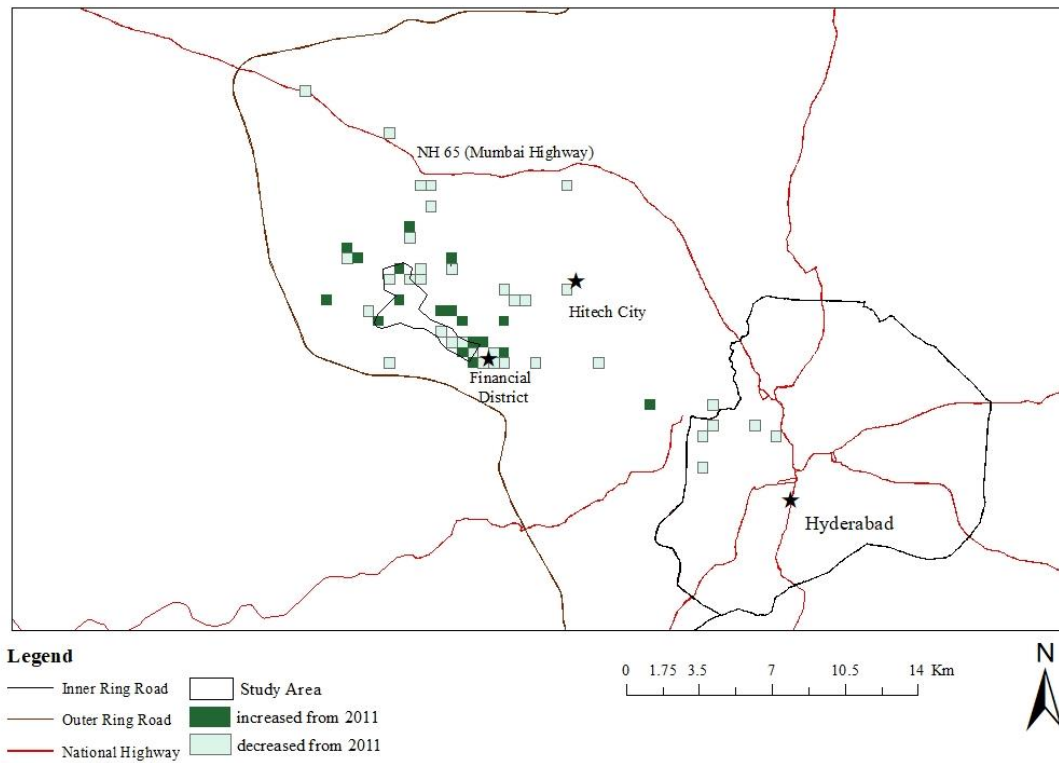 NH 65 (Mumbai Highway)
Hitech City
Financial
District
Hyderabad
Legend
Inner Ring Road
Outer Ring Road
National Highway
Study Area
increased from 2011
decreased from 2011
0 1.75 3.5 7 10.5 14 Km
N